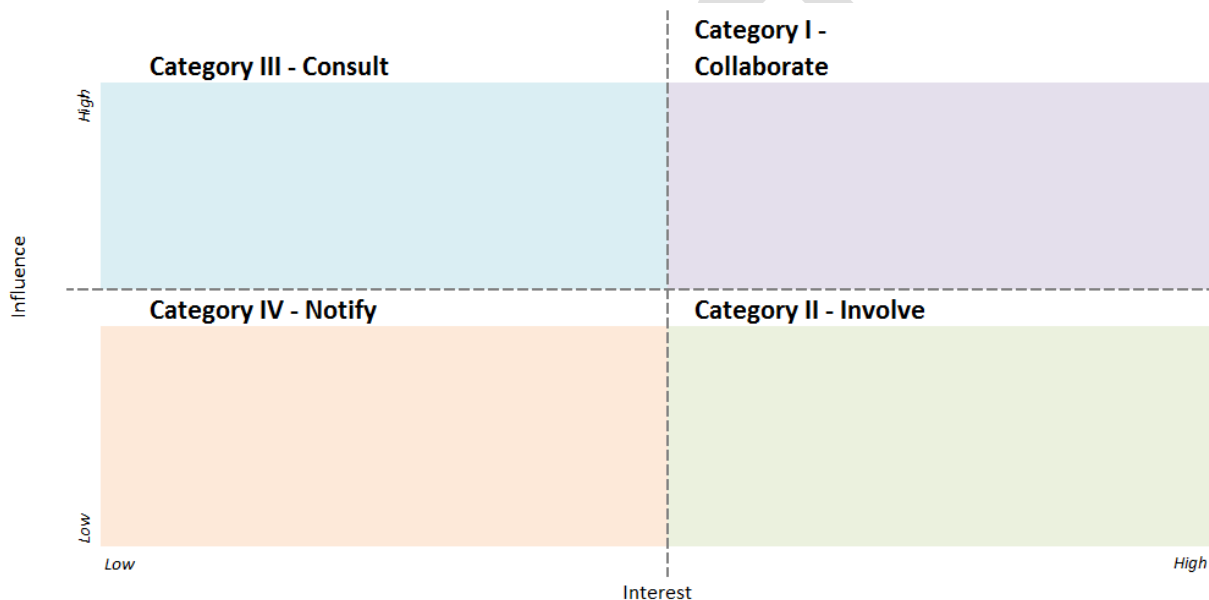 Category I -
Collaborate
Category III - Consult
High
Influence
Category IV - Notify
Category II - Involve
Low
Low
High
Interest